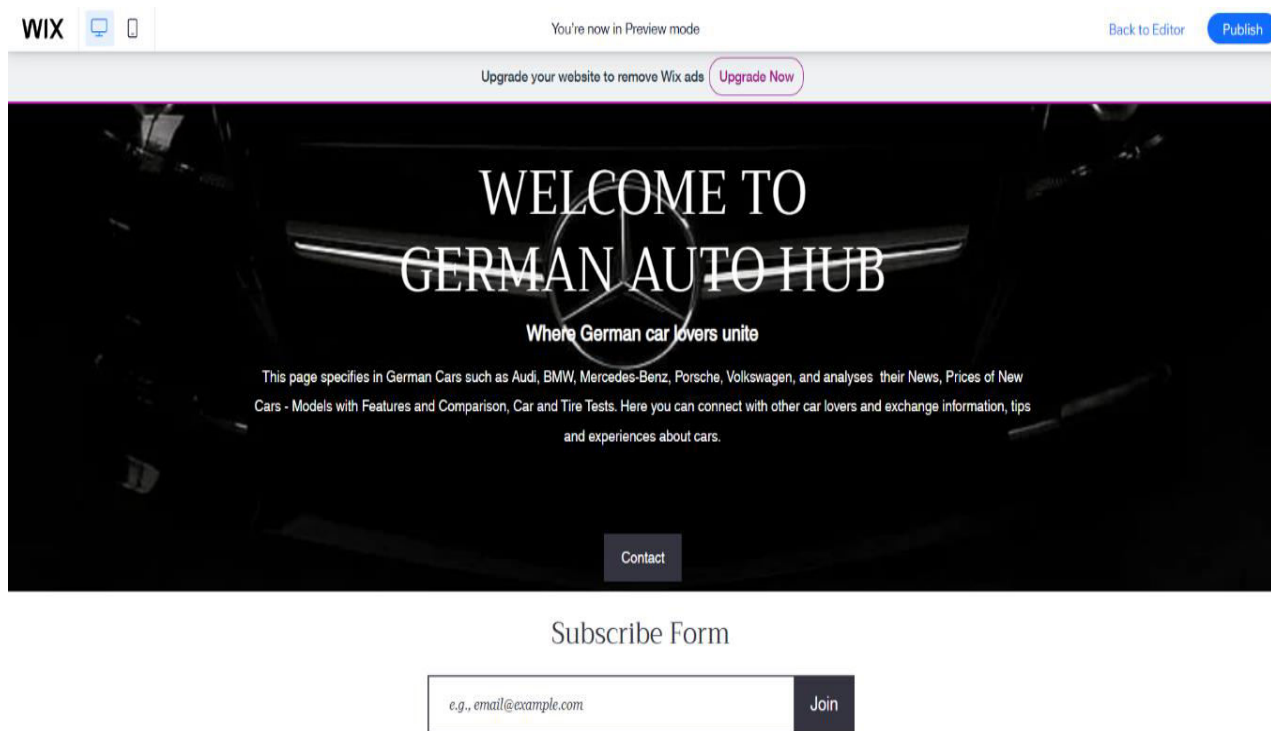 WIX
You're now in Preview mode
Back to Editor
Publish
Upgrade your website to remove Wix ads
Upgrade Now
WELCOME TO
GERMAN AUTO HUB
Where German car lovers unite
This page specifies in German Cars such as Audi, BMW, Mercedes-Benz, Porsche, Volkswagen, and analyses their News, Prices of New
Cars - Models with Features and Comparison, Car and Tire Tests. Here you can connect with other car lovers and exchange information, tips
and experiences about cars.
Contact
Subscribe Form
e.g., email@example.com
Join